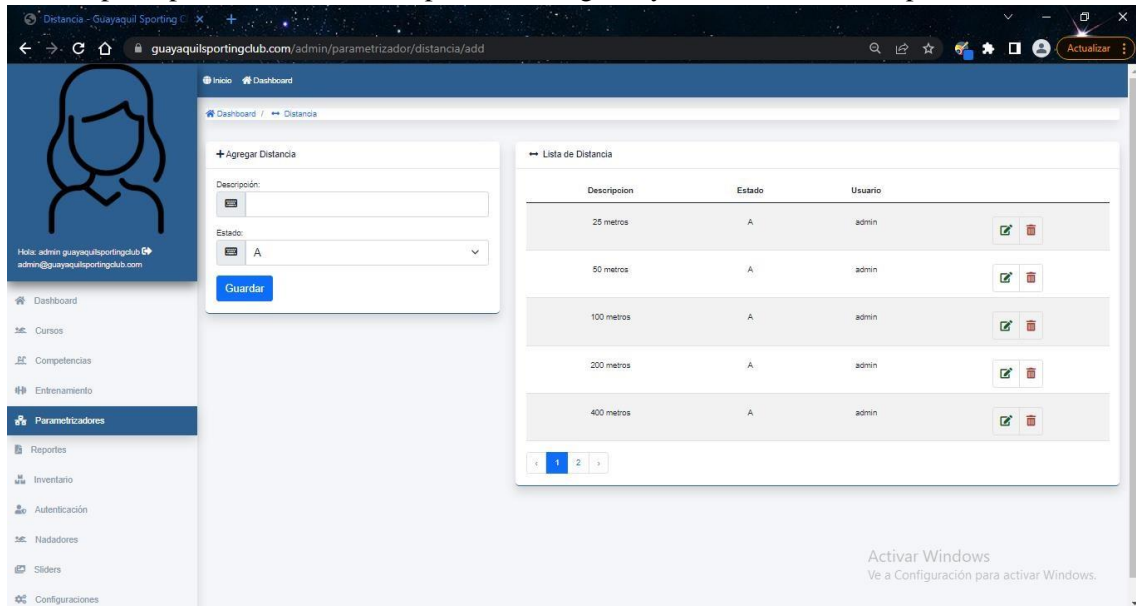 Distancia - Guayaquil Sporting C
guayaquilsportingclub.com/admin/parametrizador/distancia/add
Actualizar
Inicio Dashboard
Dashboard / Distancia
Hola: admin guayaquilsportingclub
admin@guayaquilsportingclub.com
Dashboard
Cursos
Competencias
Entrenamiento
Parametrizadores
Reportes
Inventario
Autenticación
Nadadores
Sliders
Configuraciones
Agregar Distancia
Descripción:
Estado:
A
Guardar
Lista de Distancia
Descripcion Estado Usuario
25 metros A admin
50 metros A admin
100 metros A admin
200 metros A admin
400 metros A admin
‹ 1 2 ›
Activar Windows
Ve a Configuración para activar Windows.